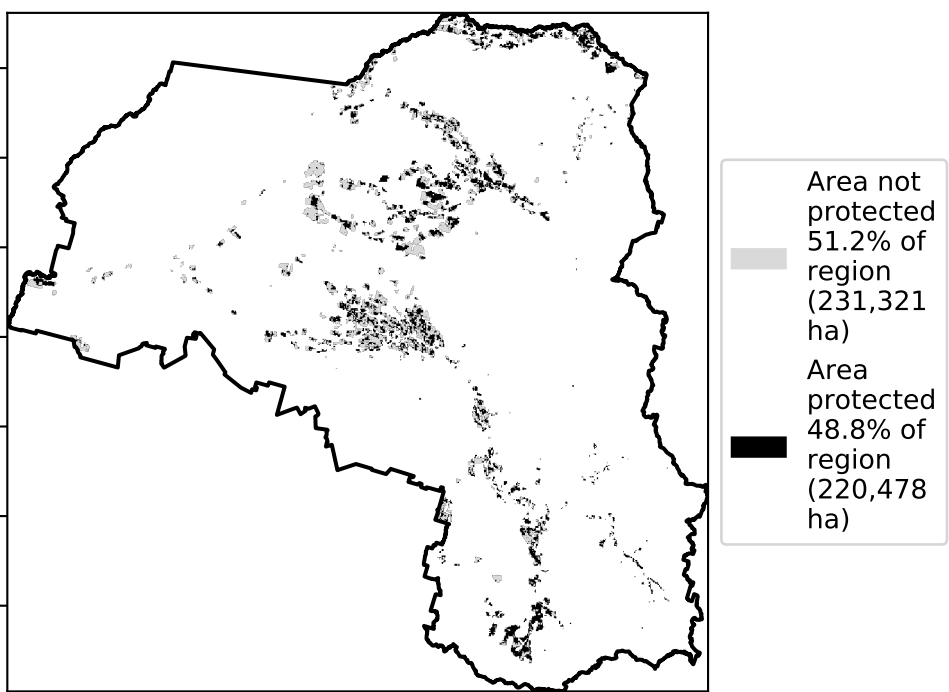 Area not
protected
51.2% of
region
(231,321
ha)
Area
protected
48.8% of
region
(220,478
ha)